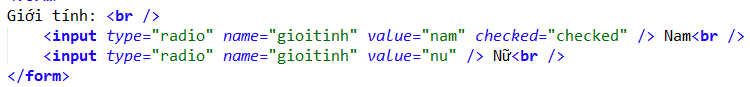 Giới tính: <br />
<input type="radio" name="gioitinh" value="nam" checked="checked" /> Nam<br />
<input type="radio" name="gioitinh" value="nu" /> Nữ<br />
</form>